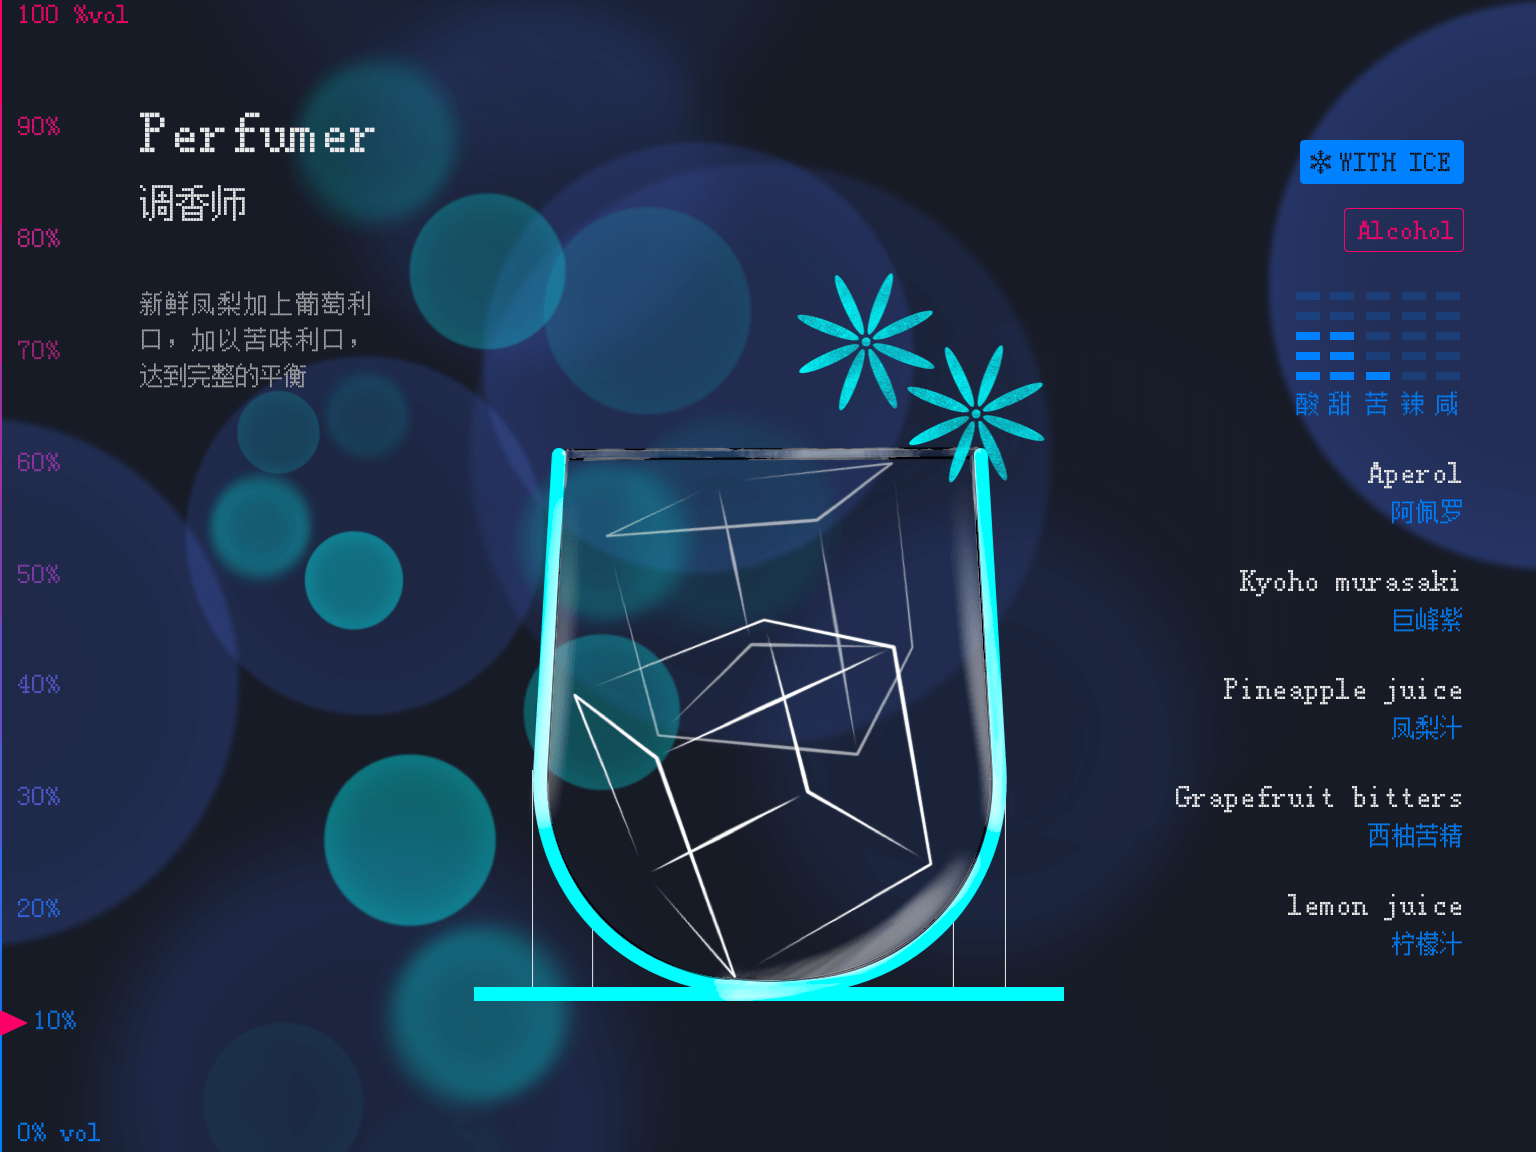 100 %vol
90%
80%
70%
60%
50%
40%
30%
20%
10%
0% vol
Perfumer
调香师
新鲜凤梨加上葡萄利
口，加以苦味利口，
达到完整的平衡
WITH ICE
Alcohol
酸 甜 苦 辣 咸
Aperol
阿佩罗
Kyoho murasaki
巨峰紫
Pineapple juice
凤梨汁
Grapefruit bitters
西柚苦精
lemon juice
柠檬汁